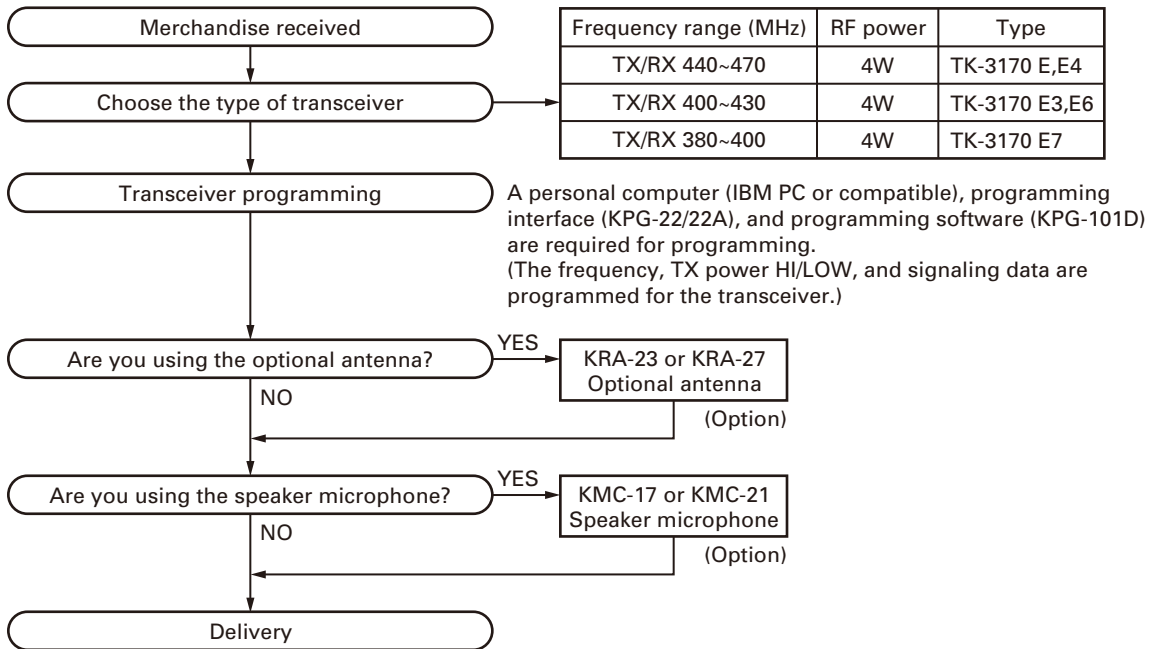 Merchandise received
Choose the type of transceiver
Frequency range (MHz) RF power Type
TX/RX 440~470 4W TK-3170 E,E4
TX/RX 400~430 4W TK-3170 E3,E6
TX/RX 380~400 4W TK-3170 E7
Transceiver programming
A personal computer (IBM PC or compatible), programming
interface (KPG-22/22A), and programming software (KPG-101D)
are required for programming.
(The frequency, TX power HI/LOW, and signaling data are
programmed for the transceiver.)
Are you using the optional antenna?
YES
KRA-23 or KRA-27
Optional antenna
(Option)
NO
Are you using the speaker microphone?
YES
KMC-17 or KMC-21
Speaker microphone
(Option)
NO
Delivery